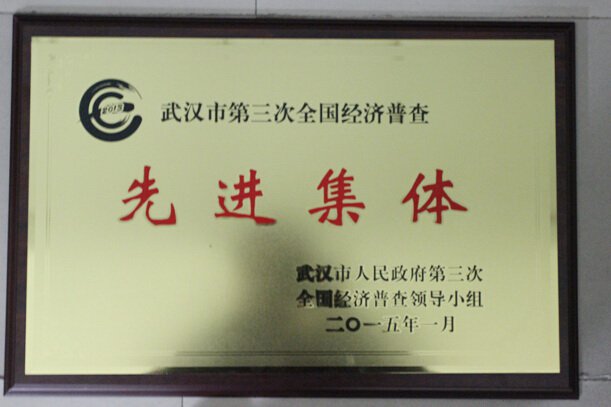 2013
武汉市第三次全国经济普查
先进集体
武汉市人民政府第三次
全国经济普查领导小组
二〇一五年一月